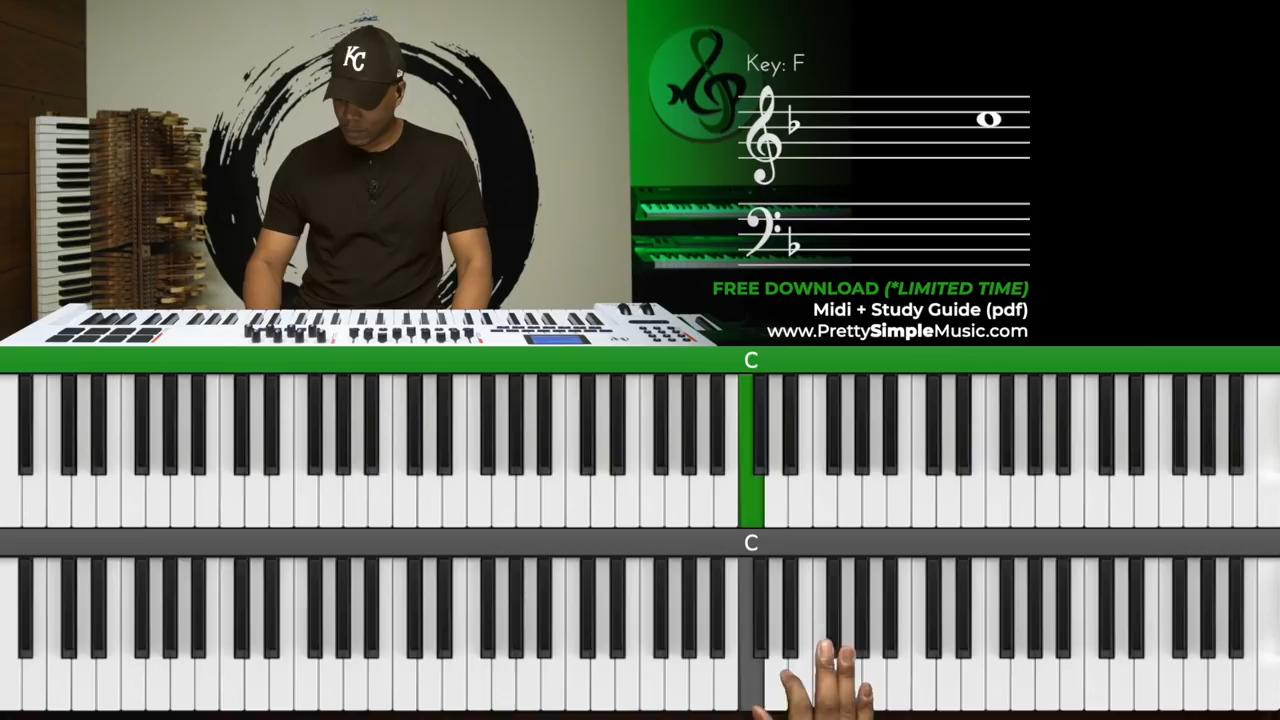 KC
Key: F
FREE DOWNLOAD (*LIMITED TIME)
Midi + Study Guide (pdf)
www.PrettySimpleMusic.com
C
C